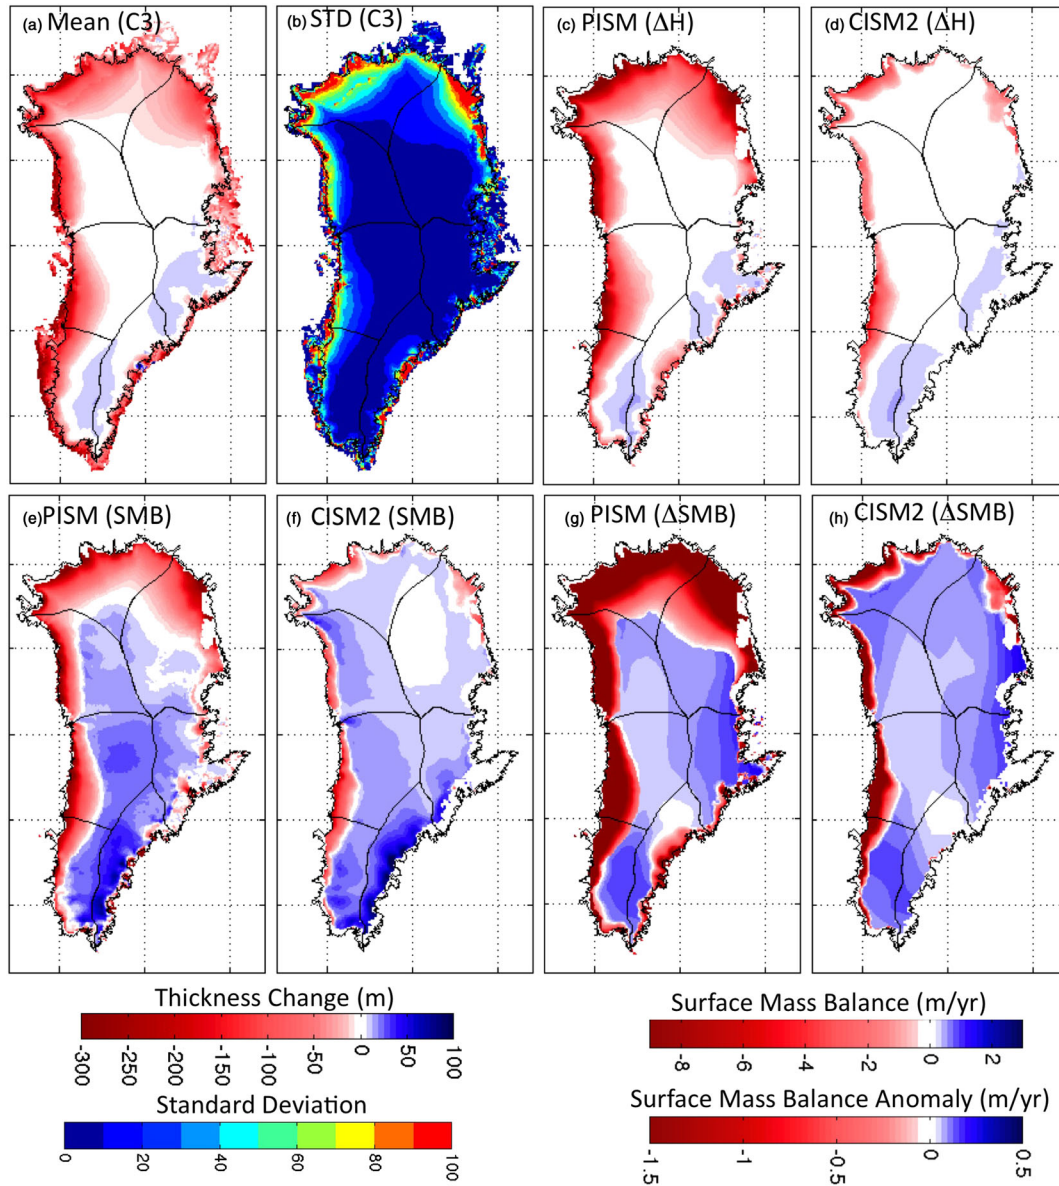 (a) Mean (C3)
(b) STD (C3)
(c) PISM (ΔH)
(d) CISM2 (ΔH)
(e) PISM (SMB)
(f) CISM2 (SMB)
(g) PISM (ΔSMB)
(h) CISM2 (ΔSMB)
Thickness Change (m)
-300 -250 -200 -150 -100 -50 0 50 100
Standard Deviation
0 20 40 60 80 100
Surface Mass Balance (m/yr)
-8 -6 -4 -2 0 2
Surface Mass Balance Anomaly (m/yr)
-1.5 -1 -0.5 0 0.5